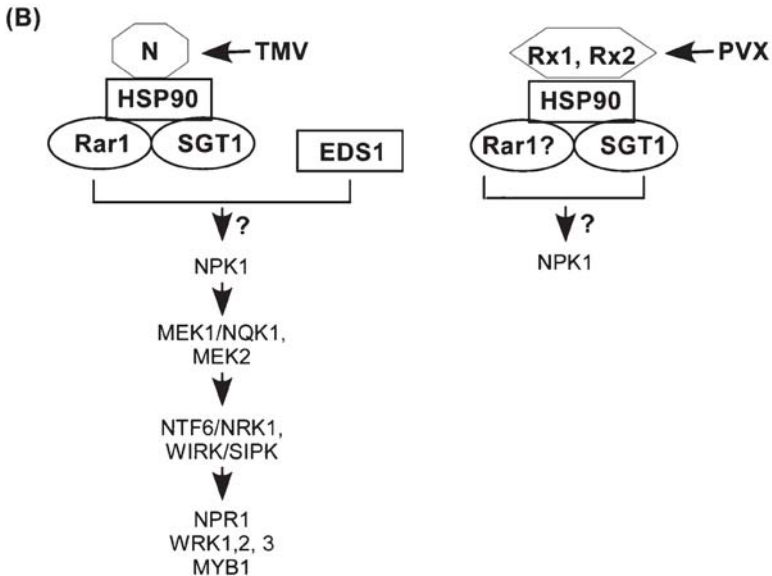 (B)
N
TMV
HSP90
Rar1
SGT1
EDS1
?
NPK1
MEK1/NQK1,
MEK2
NTF6/NRK1,
WIRK/SIPK
NPR1
WRK1,2, 3
MYB1
Rx1, Rx2
PVX
HSP90
Rar1?
SGT1
?
NPK1